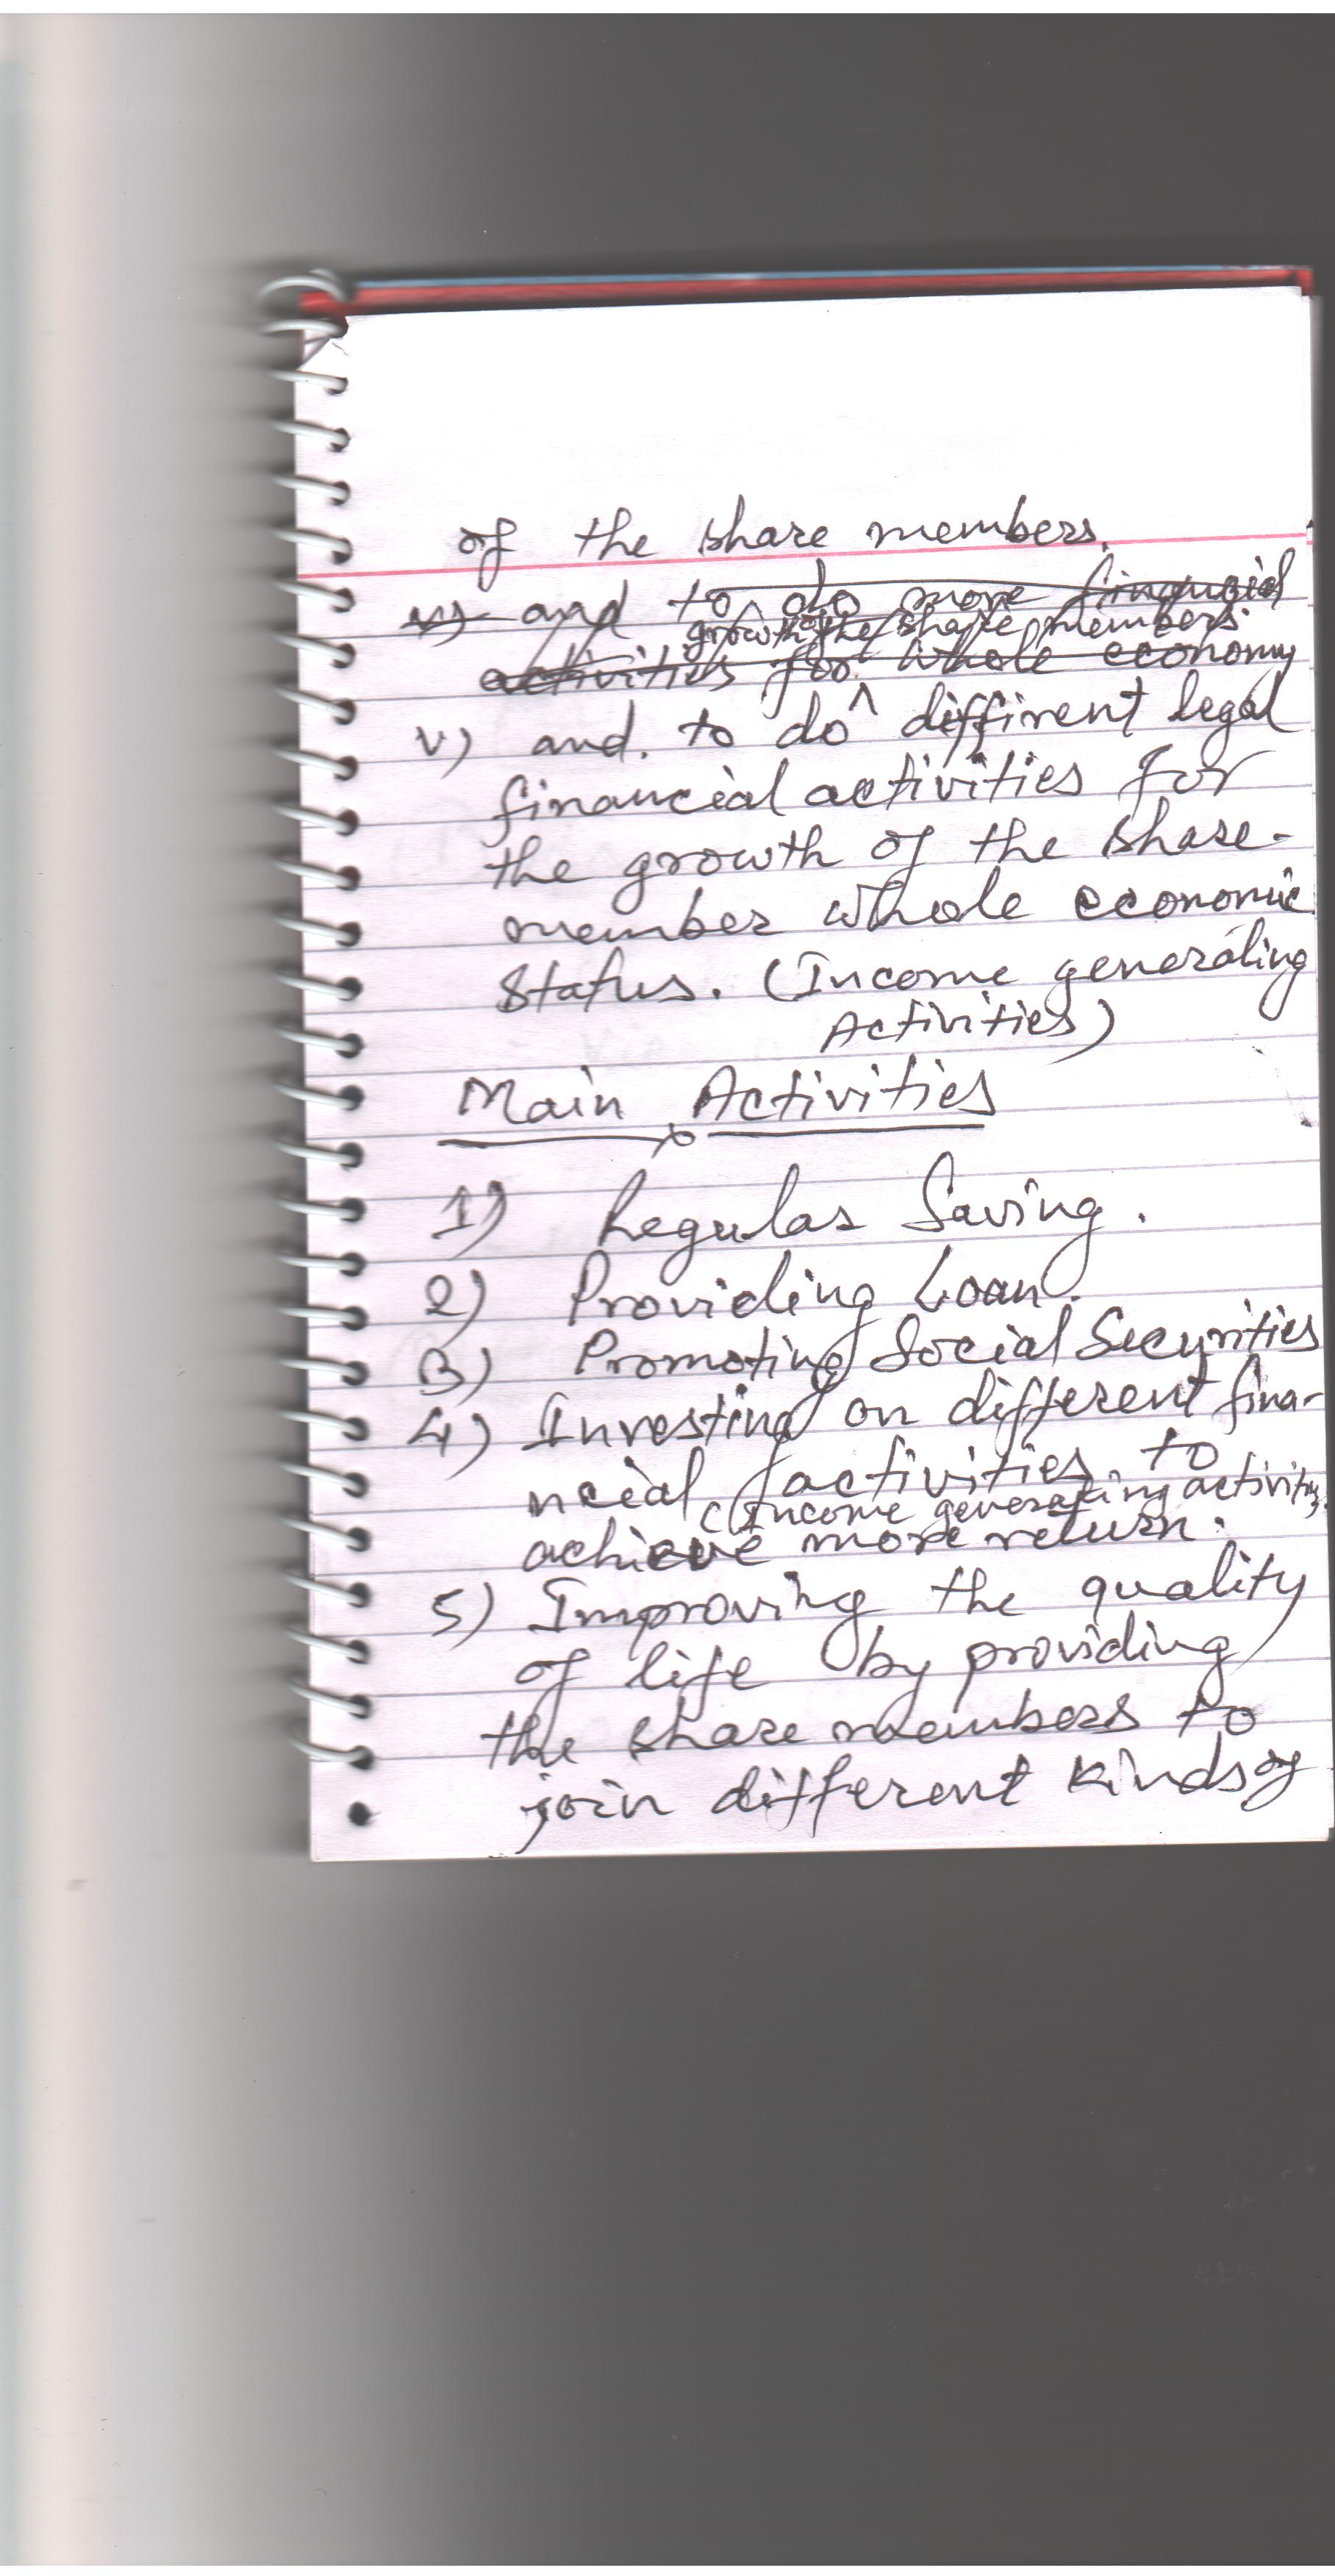 of the share members.
v) and to do more financial
growth of the share members
activities for whole economy
v) and. to do ^ diffirent legal
financial activities for
the growth of the share-
member whole economic
Status. (Income generating
Activities)
Main Activities
1) Regular Saving.
2) Providing Loan.
3) Promoting Social Securities
4) Investing on different fina-
ncial activities to
(Income generating activities
achieve more return.
5) Improving the quality
of life by providing
the share members to
join different kinds of